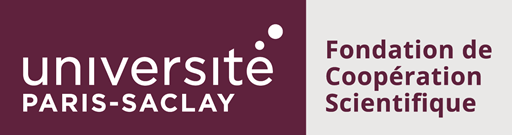 université
PARIS-SACLAY
Fondation de
Coopération
Scientifique